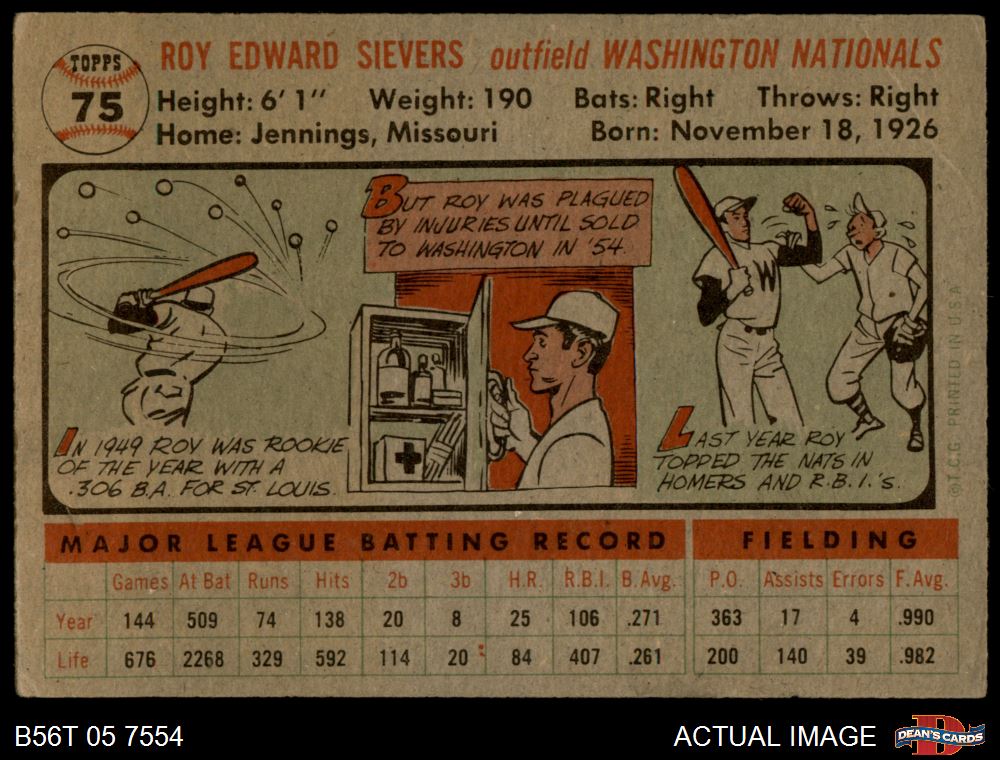 TOPPS
75
ROY EDWARD SIEVERS outfield WASHINGTON NATIONALS
Height: 6' 1" Weight: 190 Bats: Right Throws: Right
Home: Jennings, Missouri Born: November 18, 1926
BUT ROY WAS PLAGUED
BY INJURIES UNTIL SOLD
TO WASHINGTON IN '54.
W
IN 1949 ROY WAS ROOKIE
OF THE YEAR WITH A
.306 B.A. FOR ST. LOUIS.
LAST YEAR ROY
TOPPED THE NATS IN
HOMERS AND R.B.I.'s.
©T.C.G. PRINTED IN U.S.A.
MAJOR LEAGUE BATTING RECORD FIELDING
Games At Bat Runs Hits 2b 3b H.R. R.B.I. B.Avg. P.O. Assists Errors F.Avg.
Year 144 509 74 138 20 8 25 106 .271 363 17 4 .990
Life 676 2268 329 592 114 20 84 407 .261 200 140 39 .982
B56T 05 7554 ACTUAL IMAGE DEAN'S CARDS